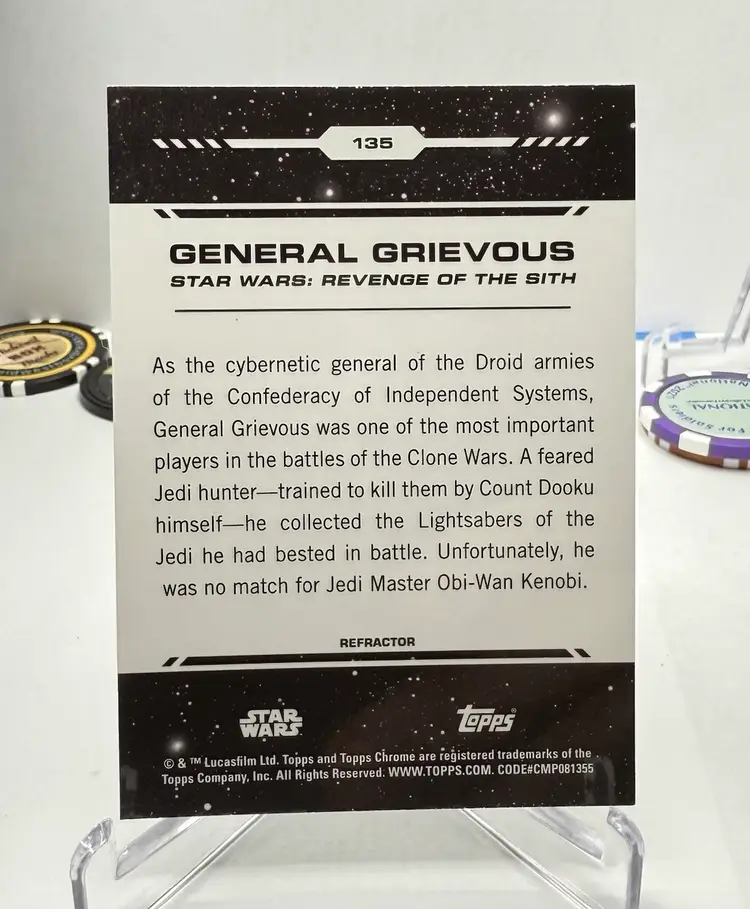 135
GENERAL GRIEVOUS
STAR WARS: REVENGE OF THE SITH
As the cybernetic general of the Droid armies
of the Confederacy of Independent Systems,
General Grievous was one of the most important
players in the battles of the Clone Wars. A feared
Jedi hunter—trained to kill them by Count Dooku
himself—he collected the Lightsabers of the
Jedi he had bested in battle. Unfortunately, he
was no match for Jedi Master Obi-Wan Kenobi.
REFRACTOR
STAR
WARS
TOPPS®
© & ™ Lucasfilm Ltd. Topps and Topps Chrome are registered trademarks of the
Topps Company, Inc. All Rights Reserved. WWW.TOPPS.COM. CODE#CMP081355